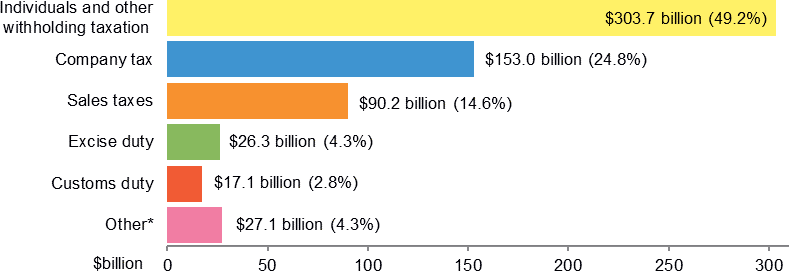 Individuals and other
withholding taxation
$303.7 billion (49.2%)
Company tax
$153.0 billion (24.8%)
Sales taxes
$90.2 billion (14.6%)
Excise duty
$26.3 billion (4.3%)
Customs duty
$17.1 billion (2.8%)
Other*
$27.1 billion (4.3%)
$billion 0 50 100 150 200 250 300